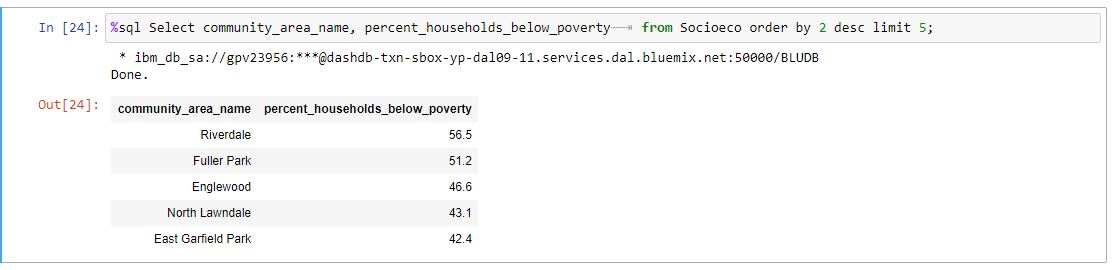 In [24]: %sql Select community_area_name, percent_households_below_poverty⟶ from Socioeco order by 2 desc limit 5;
* ibm_db_sa://gpv23956:***@dashdb-txn-sbox-yp-dal09-11.services.dal.bluemix.net:50000/BLUDB
Done.
Out[24]:
community_area_name percent_households_below_poverty
Riverdale 56.5
Fuller Park 51.2
Englewood 46.6
North Lawndale 43.1
East Garfield Park 42.4